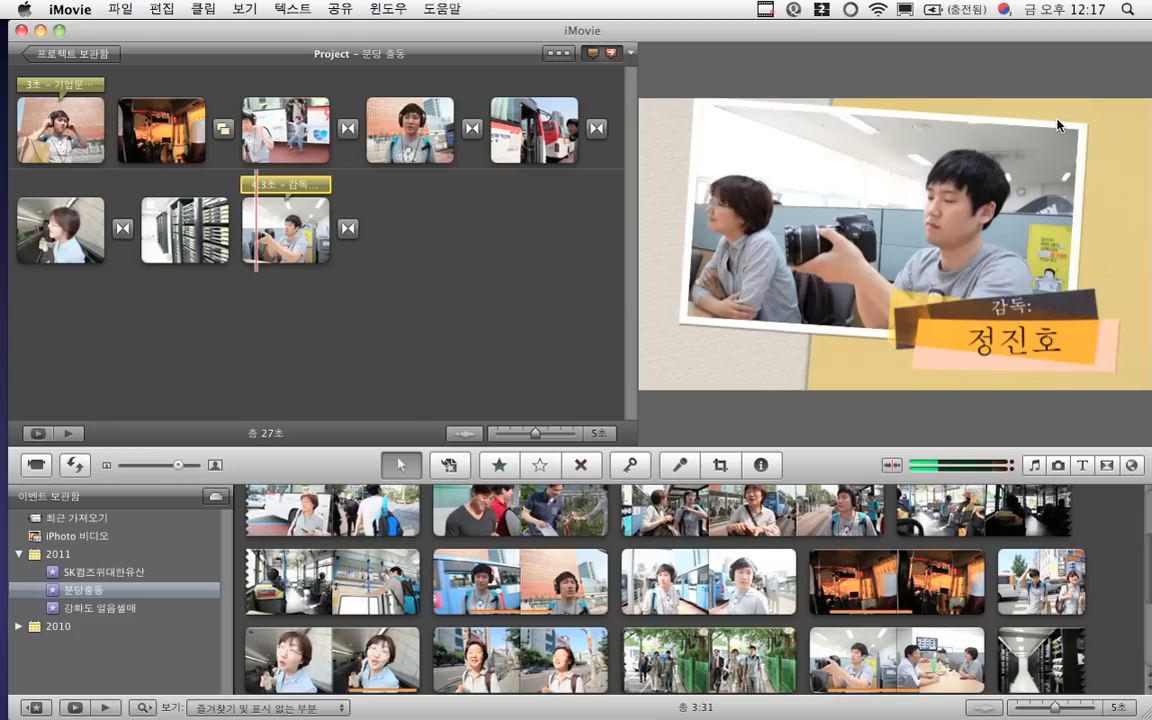 iMovie 파일 편집 클립 보기 텍스트 공유 윈도우 도움말 (충전됨) 금 오후 12:17
iMovie
프로젝트 보관함
Project - 분당 출동
3초 - 기업문…
4.3초 - 감독…
감독:
정진호
총 27초
5초
이벤트 보관함
최근 가져오기
iPhoto 비디오
2011
SK컴즈위대한유산
분당출동
강화도 얼음썰매
2010
보기: 즐겨찾기 및 표시 없는 부분
총 3:31
5초